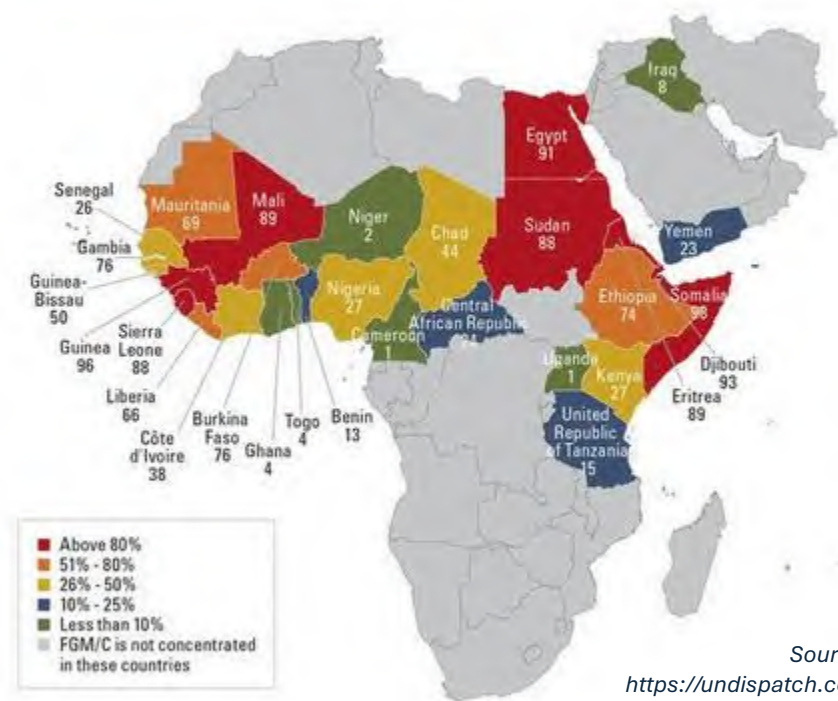 Iraq
8
Egypt
91
Senegal
26
Mauritania
69
Mali
89
Niger
2
Chad
44
Sudan
88
Yemen
23
Gambia
76
Guinea-
Bissau
50
Nigeria
27
Ethiopia
74
Somalia
98
Central
African Republic
Cameroon
1
Guinea
96
Sierra
Leone
88
Uganda
1
Kenya
27
Djibouti
93
Eritrea
89
Liberia
66
Côte
d'Ivoire
38
Burkina
Faso
76
Ghana
4
Togo
4
Benin
13
United
Republic
of Tanzania
15
Above 80%
51% - 80%
26% - 50%
10% - 25%
Less than 10%
FGM/C is not concentrated
in these countries
Sour
https://undispatch.co